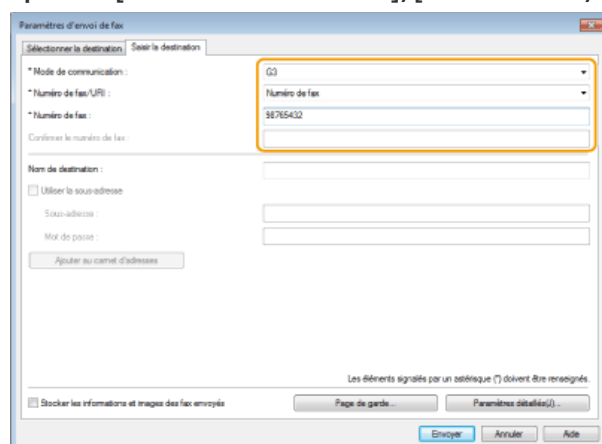 Paramètres d'envoi de fax
Sélectionner la destination Saisir la destination
* Mode de communication : G3
* Numéro de fax/URI : Numéro de fax
* Numéro de fax : 98765432
Confirmer le numéro de fax :
Nom de destination :
Utiliser la sous-adresse
Sous-adresse :
Mot de passe :
Ajouter au carnet d'adresses
Les éléments signalés par un astérisque (*) doivent être renseignés.
Stocker les informations et images des fax envoyés Page de garde... Paramètres détaillés(J)...
Envoyer Annuler Aide